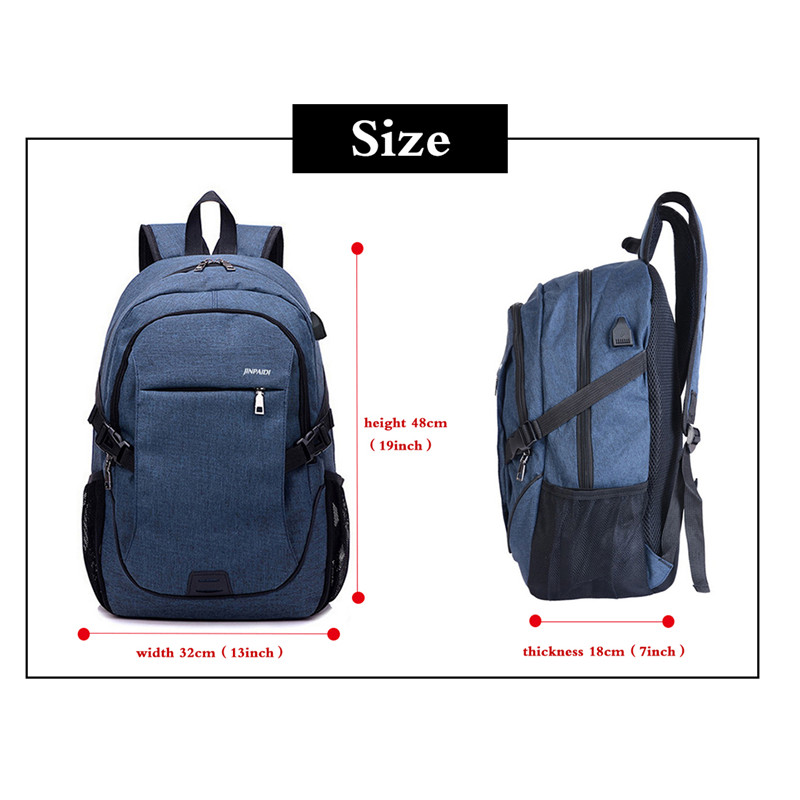 Size
JINPAIDI
height 48cm
（19inch）
width 32cm（13inch）
thickness 18cm（7inch）